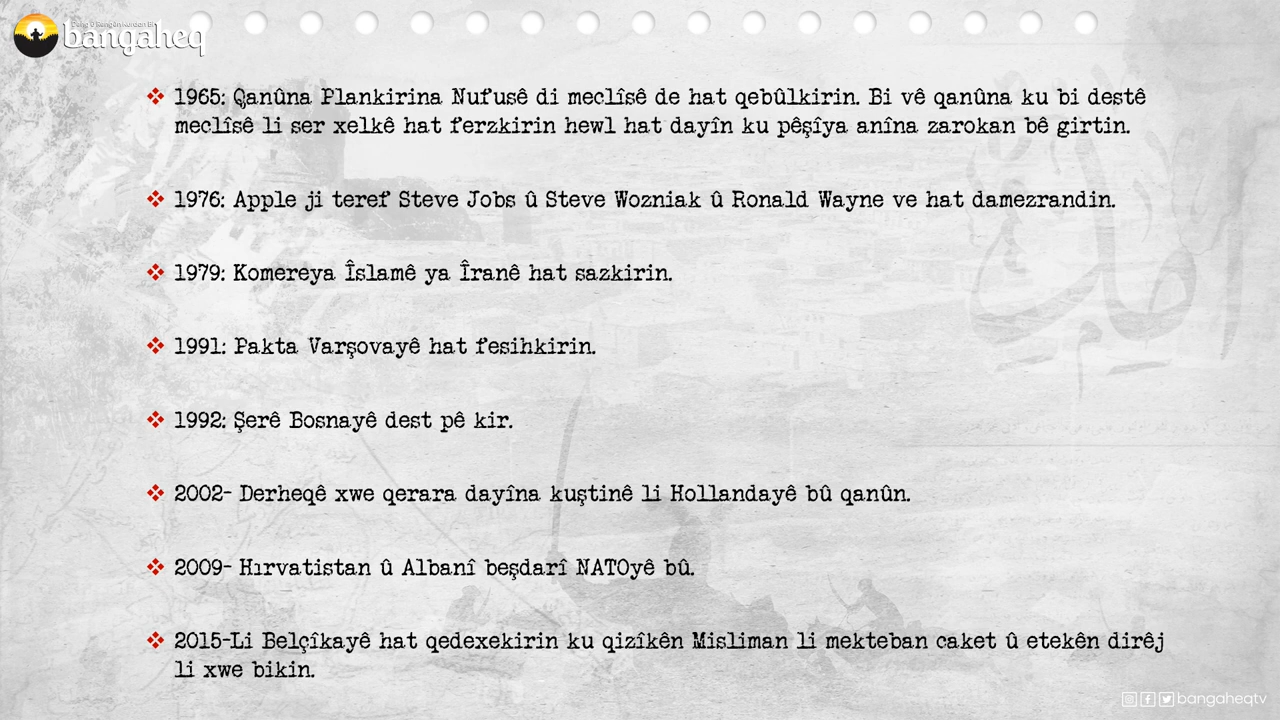 bangaheq
1965: Qanûna Plankirina Nufusê di meclîsê de hat qebûlkirin. Bi vê qanûna ku bi destê
meclîsê li ser xelkê hat ferzkirin hewl hat dayîn ku pêşîya anîna zarokan bê girtin.
1976: Apple ji teref Steve Jobs û Steve Wozniak û Ronald Wayne ve hat damezrandin.
1979: Komereya Îslamê ya Îranê hat sazkirin.
1991: Pakta Varşovayê hat fesihkirin.
1992: Şerê Bosnayê dest pê kir.
2002- Derheqê xwe qerara dayîna kuştinê li Hollandayê bû qanûn.
2009- Hırvatistan û Albanî beşdarî NATOyê bû.
2015-Li Belçîkayê hat qedexekirin ku qizîkên Misliman li mekteban caket û etekên dirêj
li xwe bikin.
bangaheqtv